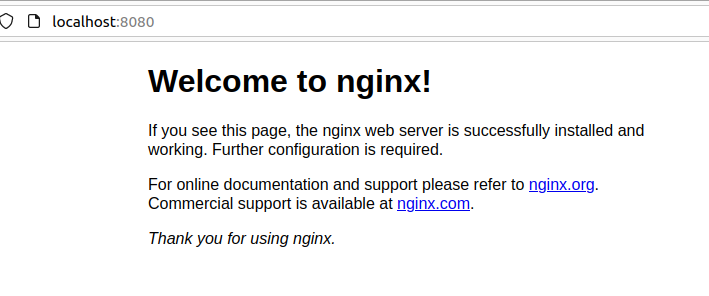 localhost:8080
Welcome to nginx!
If you see this page, the nginx web server is successfully installed and
working. Further configuration is required.
For online documentation and support please refer to nginx.org.
Commercial support is available at nginx.com.
Thank you for using nginx.